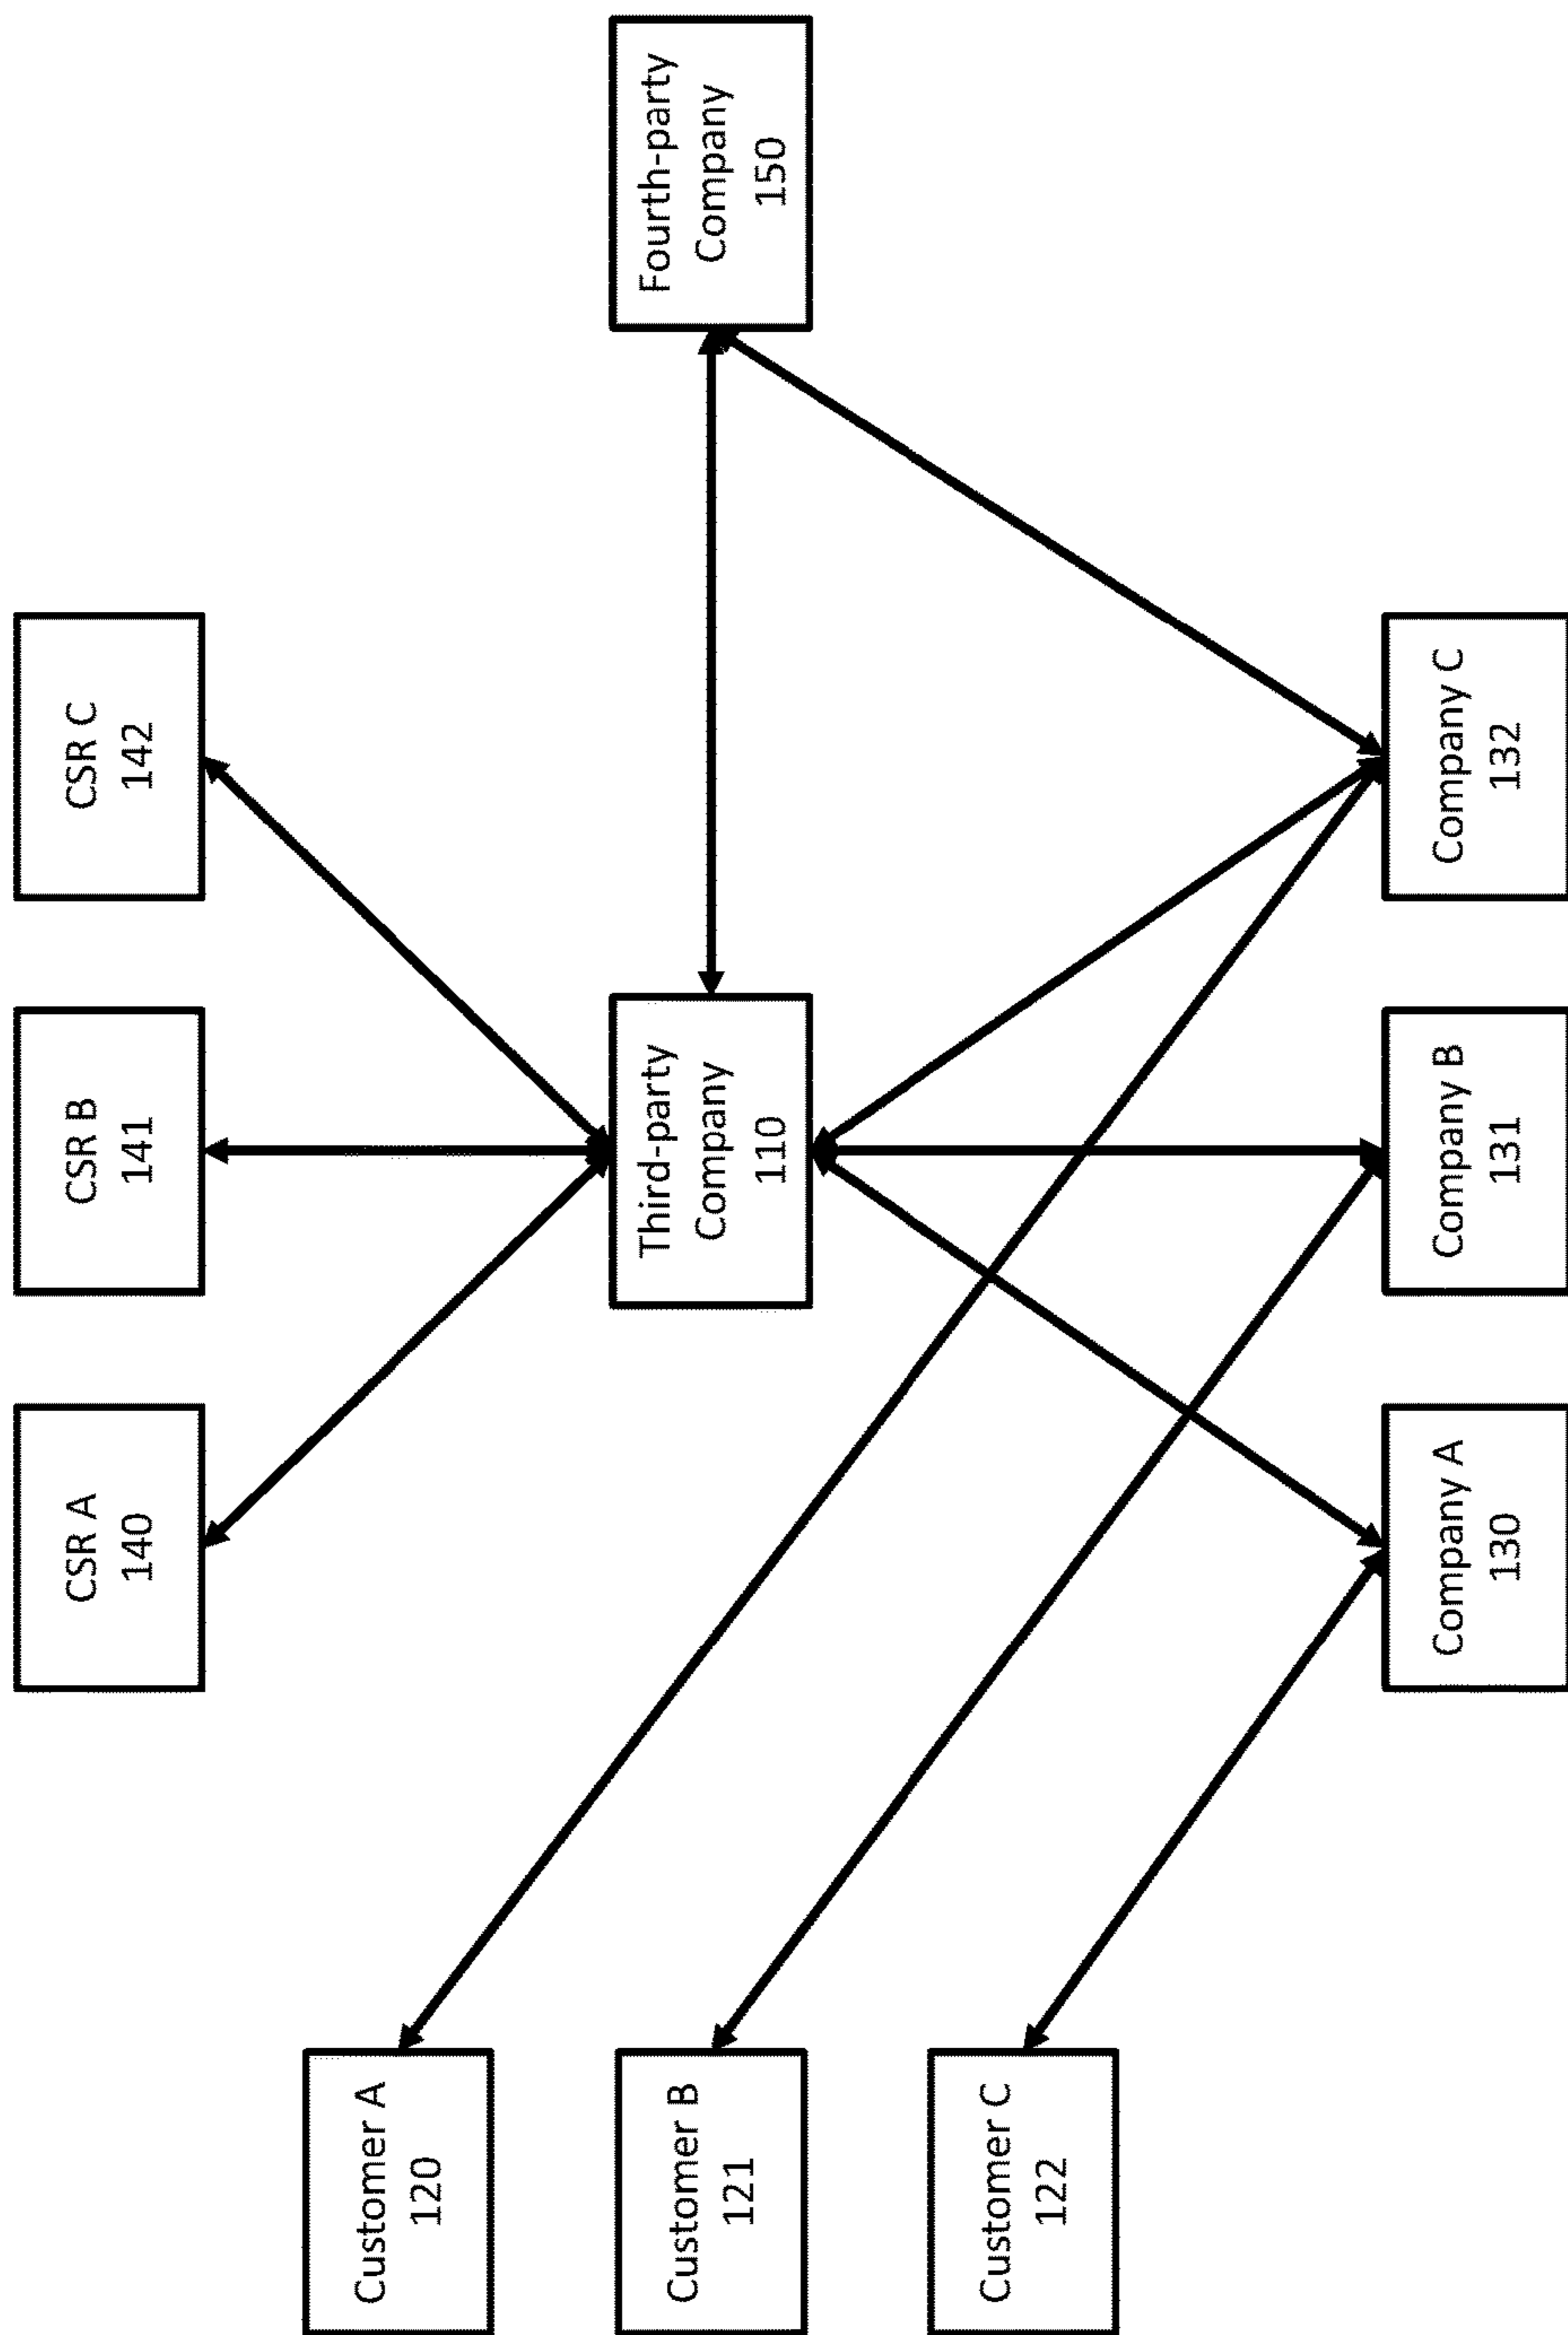 CSR A
140
CSR B
141
CSR C
142
Customer A
120
Customer B
121
Customer C
122
Third-party
Company
110
Fourth-party
Company
150
Company A
130
Company B
131
Company C
132